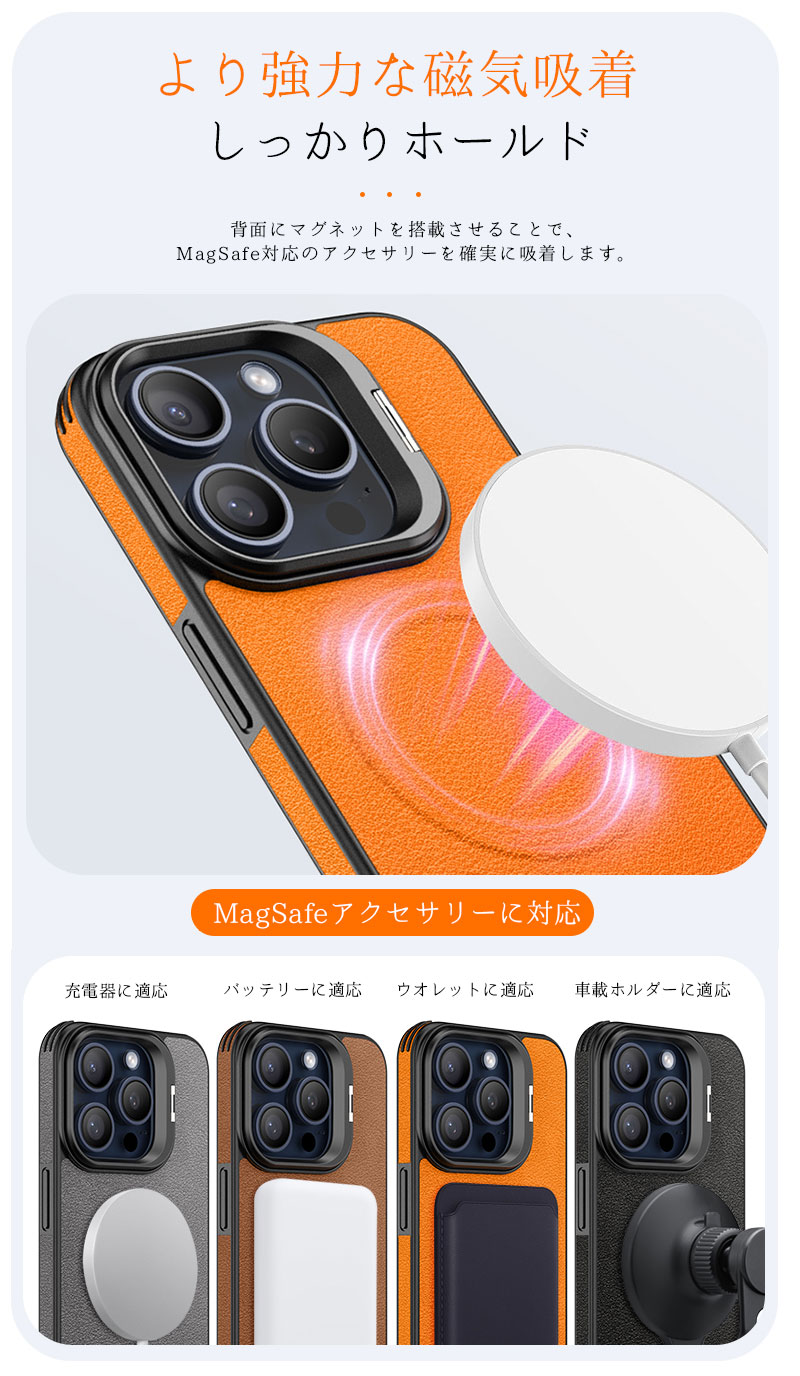 より強力な磁気吸着
しっかりホールド
背面にマグネットを搭載させることで、
MagSafe対応のアクセサリーを確実に吸着します。
MagSafeアクセサリーに対応
充電器に適応
バッテリーに適応
ウオレットに適応
車載ホルダーに適応